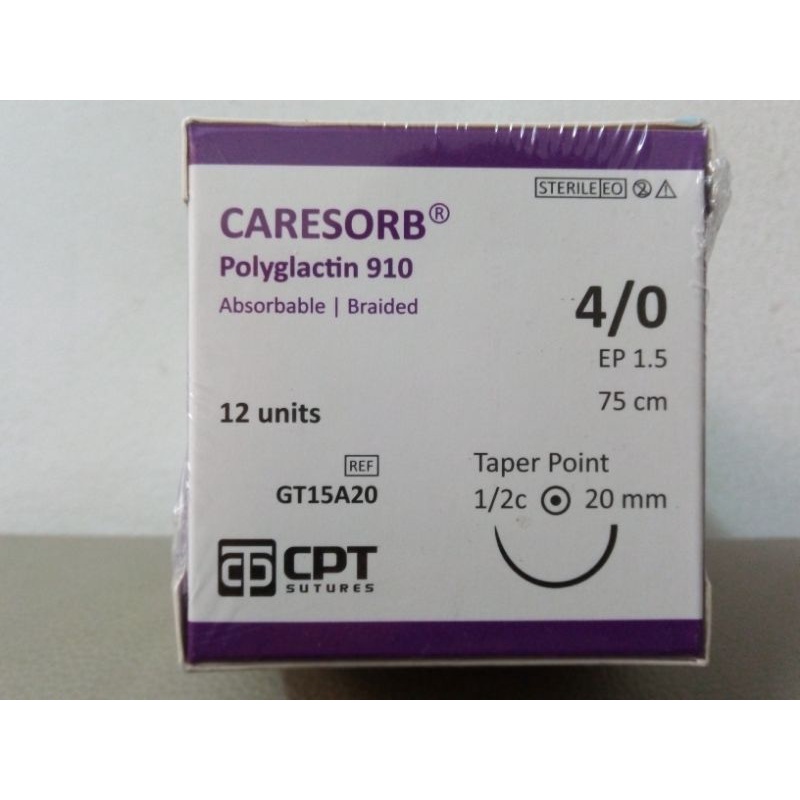 STERILE EO
CARESORB®
Polyglactin 910
Absorbable | Braided
4/0
EP 1.5
75 cm
12 units
REF
GT15A20
Taper Point
1/2c 20 mm
CPT
SUTURES